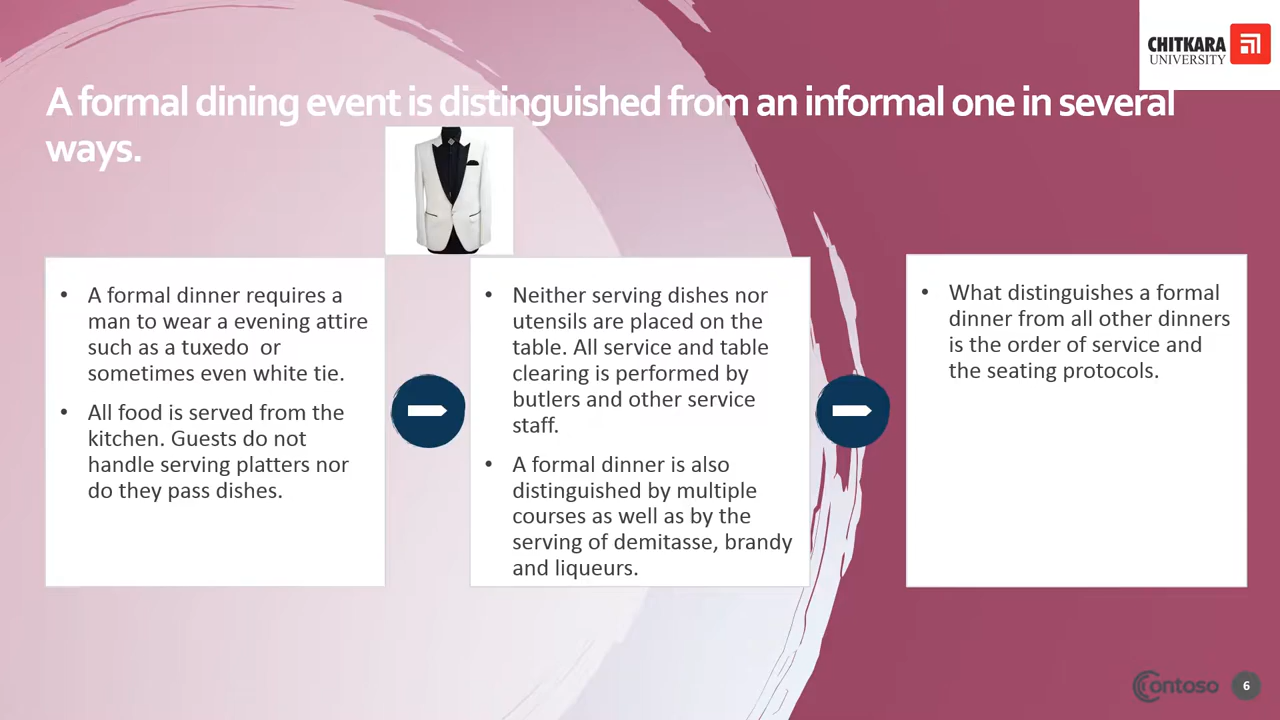 CHITKARA
UNIVERSITY
A formal dining event is distinguished from an informal one in several
ways.
• A formal dinner requires a
man to wear a evening attire
such as a tuxedo or
sometimes even white tie.
• All food is served from the
kitchen. Guests do not
handle serving platters nor
do they pass dishes.
• Neither serving dishes nor
utensils are placed on the
table. All service and table
clearing is performed by
butlers and other service
staff.
• A formal dinner is also
distinguished by multiple
courses as well as by the
serving of demitasse, brandy
and liqueurs.
• What distinguishes a formal
dinner from all other dinners
is the order of service and
the seating protocols.
Contoso
6